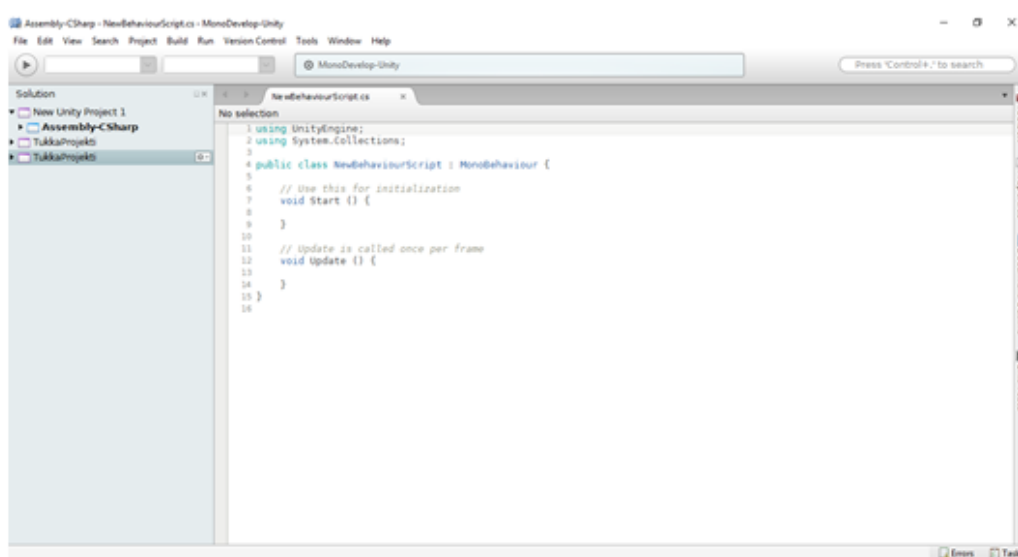 Assembly-CSharp - NewBehaviourScript.cs - MonoDevelop-Unity
File Edit View Search Project Build Run Version Control Tools Window Help
MonoDevelop-Unity
Press 'Control+,' to search
Solution
NewBehaviourScript.cs
New Unity Project 1
No selection
Assembly-CSharp
TukkaProjekti
TukkaProjekti
1 using UnityEngine;
2 using System.Collections;
3
4 public class NewBehaviourScript : MonoBehaviour {
5
6 // Use this for initialization
7 void Start () {
8
9 }
10
11 // Update is called once per frame
12 void Update () {
13
14 }
15 }
16
Errors